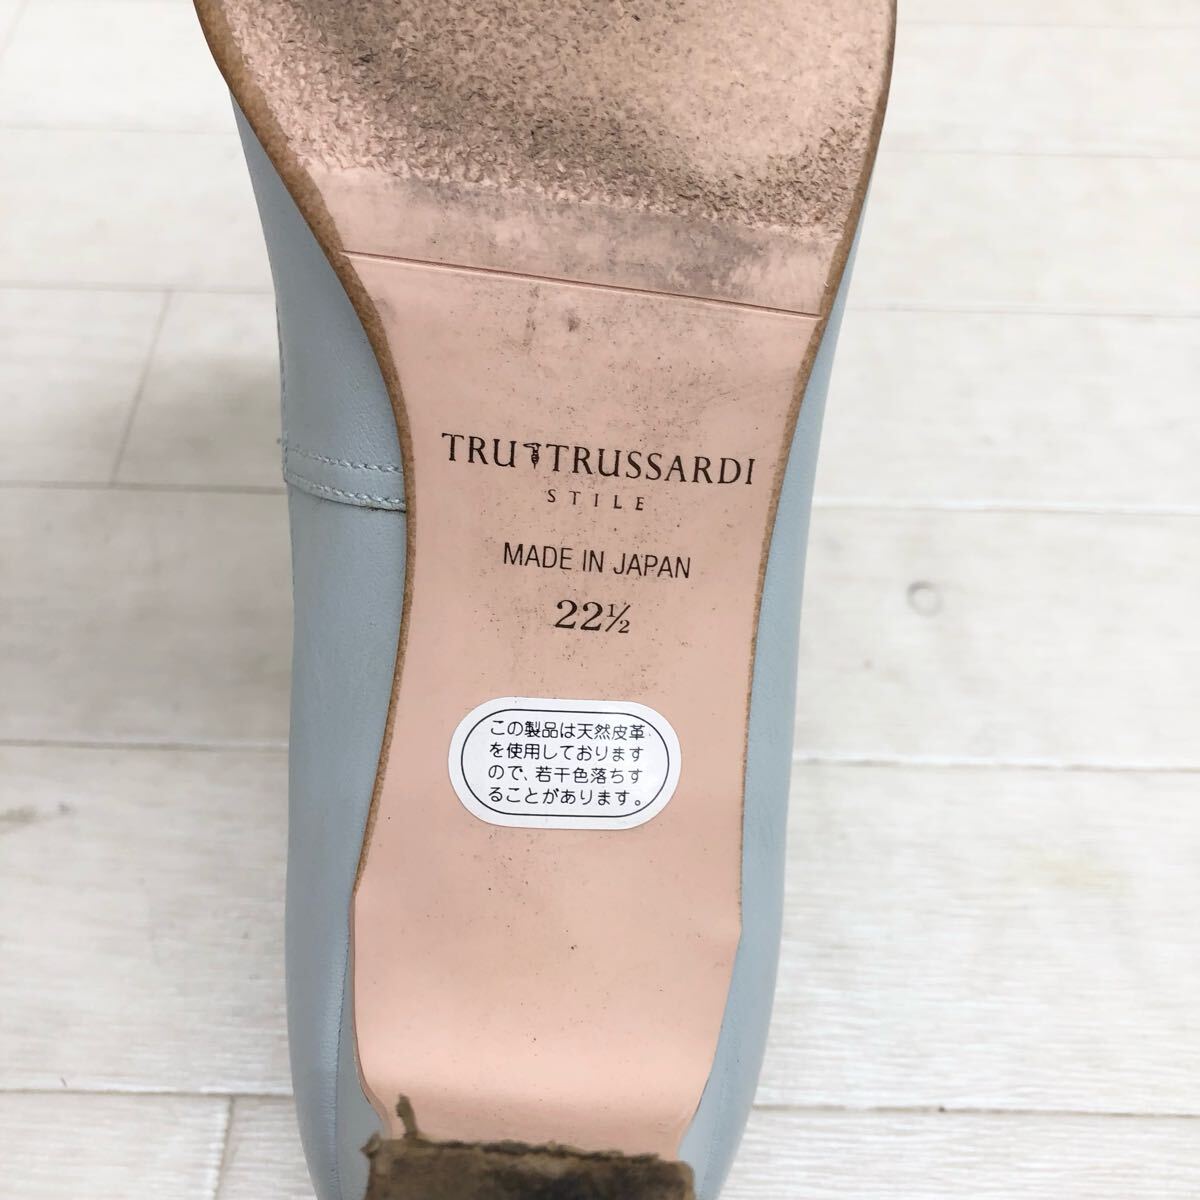 TRU TRUSSARDI
STILE
MADE IN JAPAN
22½
この製品は天然皮革
を使用しております
ので、若干色落ちす
ることがあります。